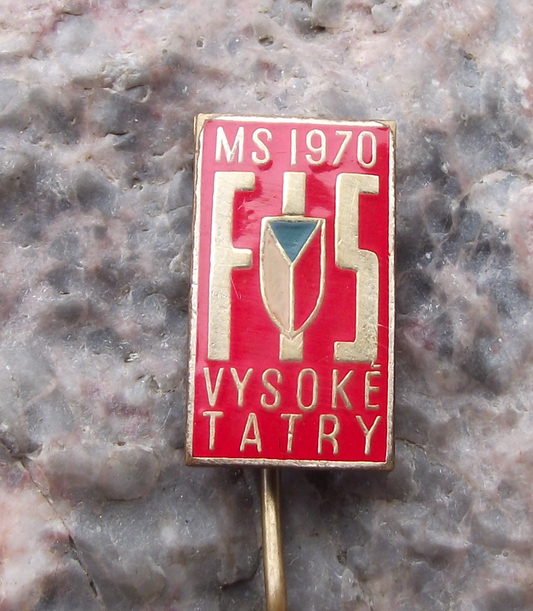 MS 1970
FIS
VYSOKÉ
TATRY